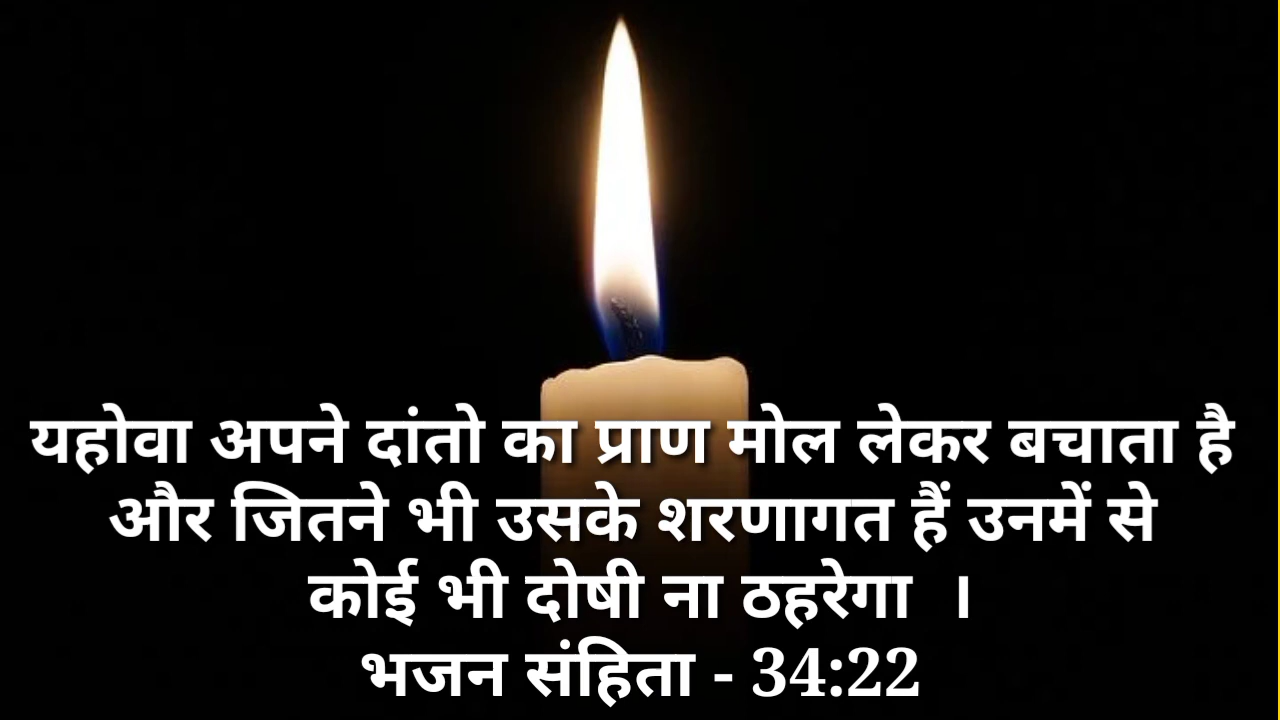 यहोवा अपने दांतो का प्राण मोल लेकर बचाता है
और जितने भी उसके शरणागत हैं उनमें से
कोई भी दोषी ना ठहरेगा ।
भजन संहिता - 34:22